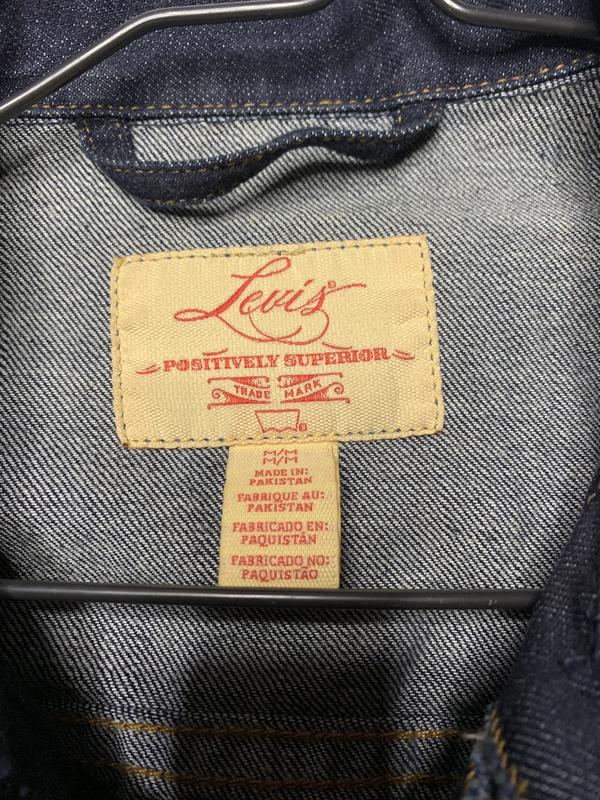 Levi's®
POSITIVELY SUPERIOR
TRADE MARK
M/M
M/M
MADE IN:
PAKISTAN
FABRIQUE AU:
PAKISTAN
FABRICADO EN:
PAQUISTÁN
FABRICADO NO:
PAQUISTÃO